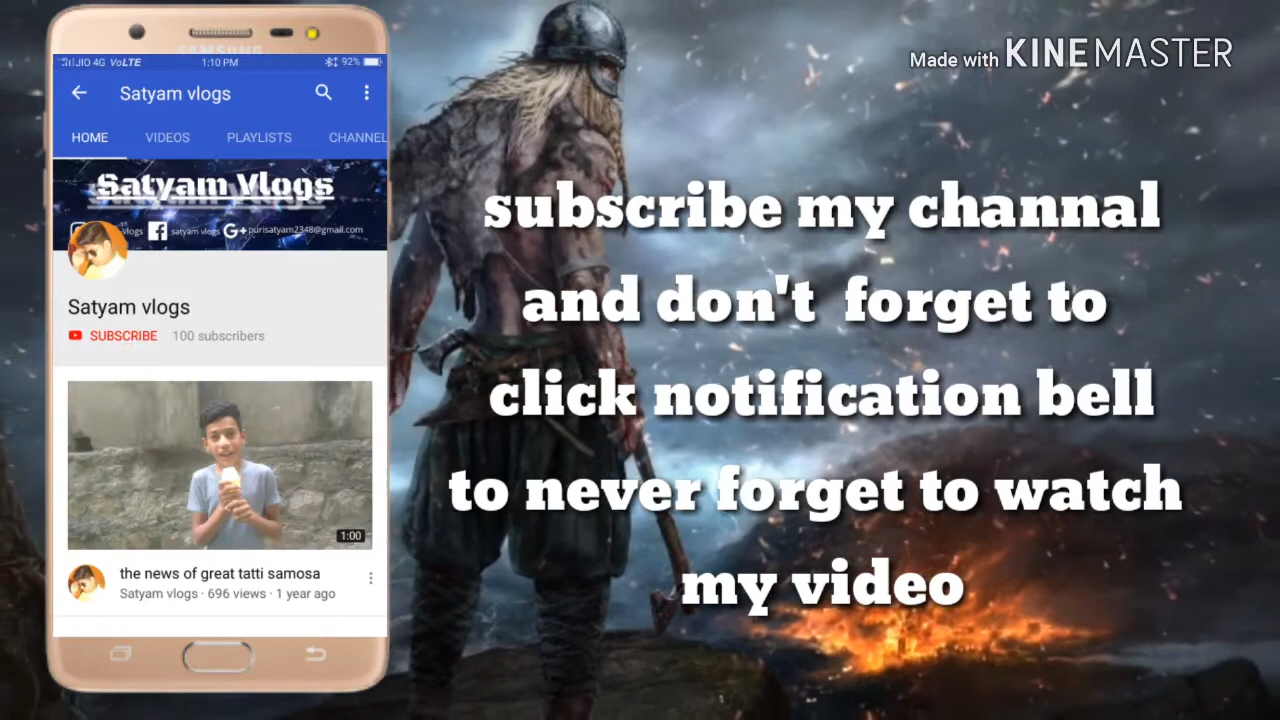 Made with KINEMASTER
SAMSUNG
JIO 4G VoLTE 1:10 PM 92%
Satyam vlogs
HOME VIDEOS PLAYLISTS CHANNEL
Satyam Vlogs
vlogs satyam vlogs G+ purisatyam2348@gmail.com
Satyam vlogs
SUBSCRIBE 100 subscribers
1:00
the news of great tatti samosa
Satyam vlogs · 696 views · 1 year ago
subscribe my channal
and don't forget to
click notification bell
to never forget to watch
my video